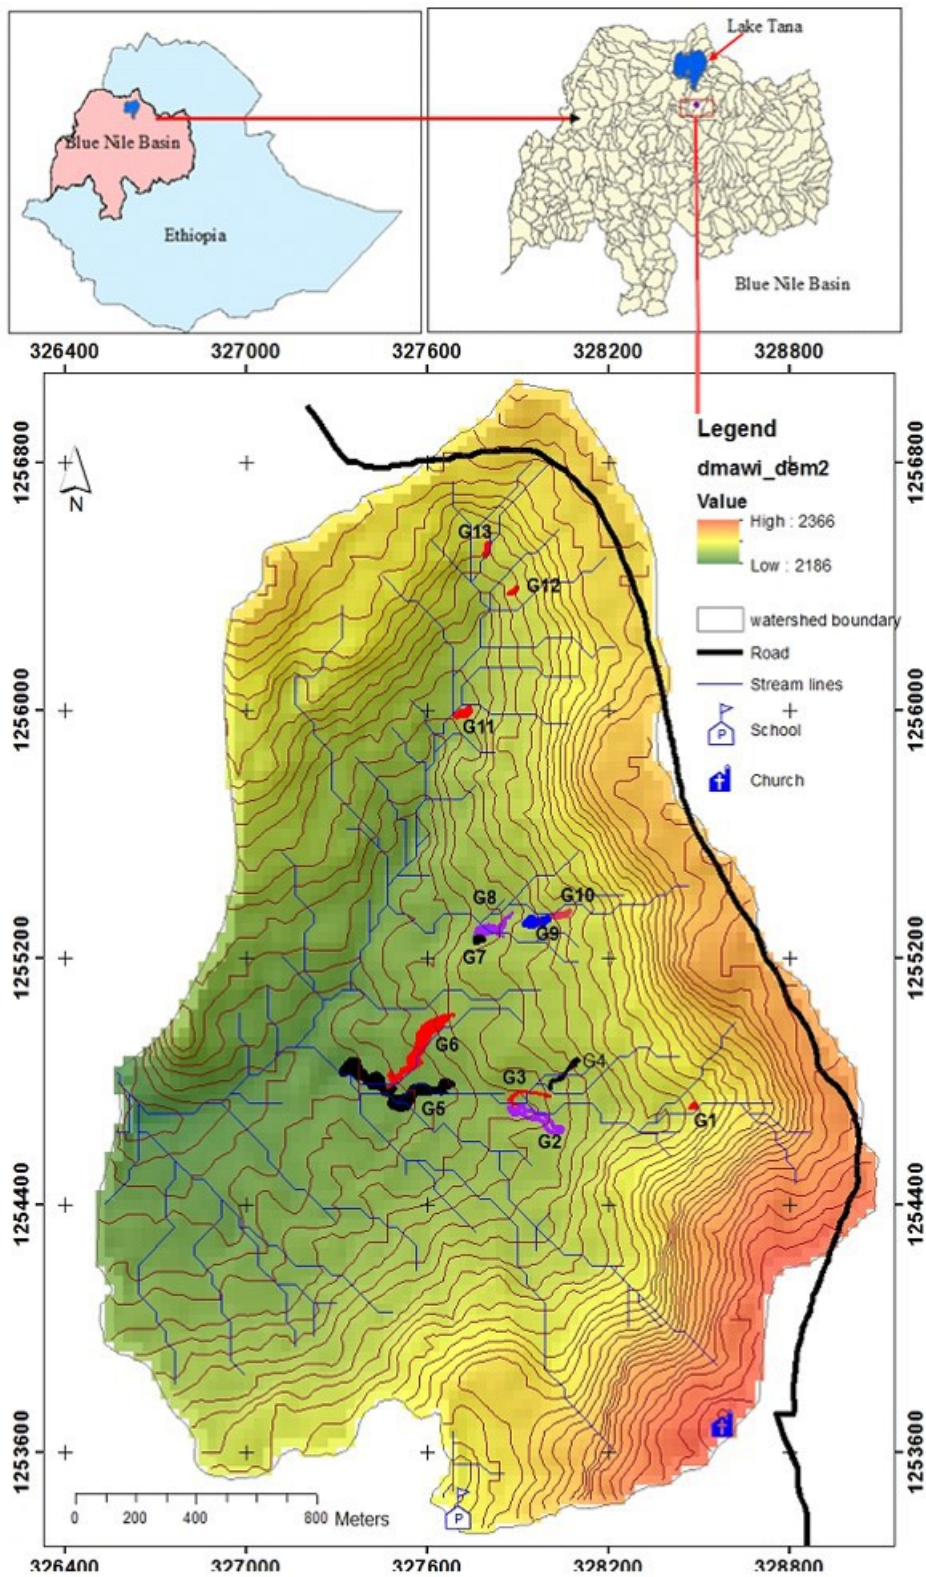 Lake Tana
Blue Nile Basin
Ethiopia
Blue Nile Basin
326400 327000 327600 328200 328800
Legend
dmawi_dem2
Value
High : 2366
Low : 2186
watershed boundary
Road
Stream lines
P School
Church
N
1256800 1256800
1256000 1256000
1255200 1255200
1254400 1254400
1253600 1253600
G13
G12
G11
G10
G8
G9
G7
G6
G4
G3
G5
G1
G2
0 200 400 800 Meters
P
326400 327000 327600 328200 328800